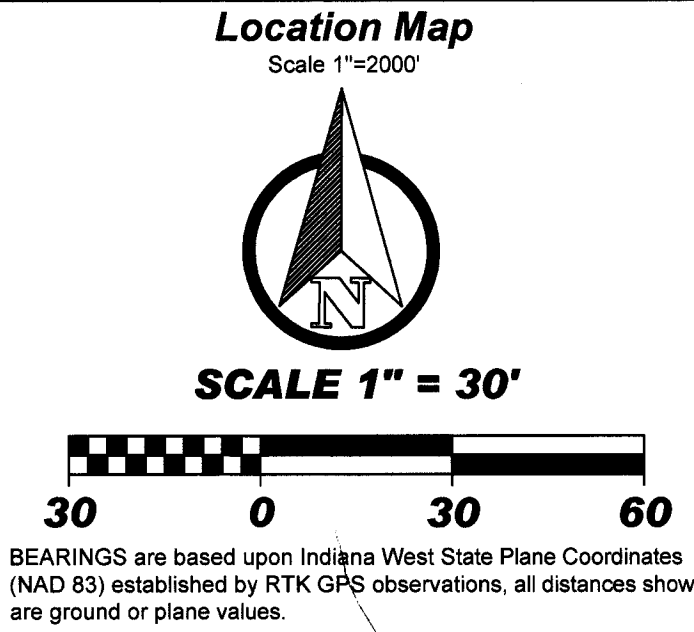 Location Map
Scale 1"=2000'
N
SCALE 1" = 30'
30 0 30 60
BEARINGS are based upon Indiana West State Plane Coordinates
(NAD 83) established by RTK GPS observations, all distances show
are ground or plane values.